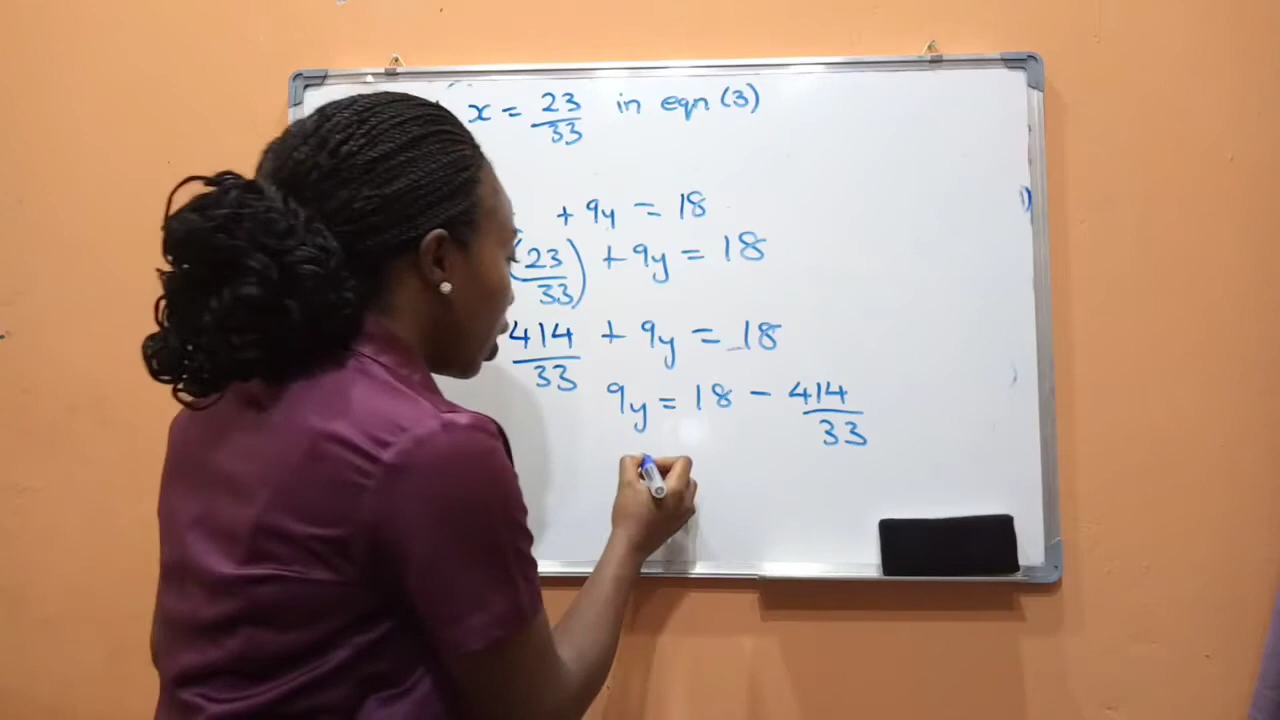 x = 23/33 in eqn (3)
+ 9y = 18
(23/33) + 9y = 18
414/33 + 9y = 18
9y = 18 - 414/33